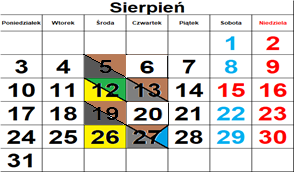 Sierpień
Poniedziałek Wtorek Środa Czwartek Piątek Sobota Niedziela
1 2
3 4 5 6 7 8 9
10 11 12 13 14 15 16
17 18 19 20 21 22 23
24 25 26 27 28 29 30
31